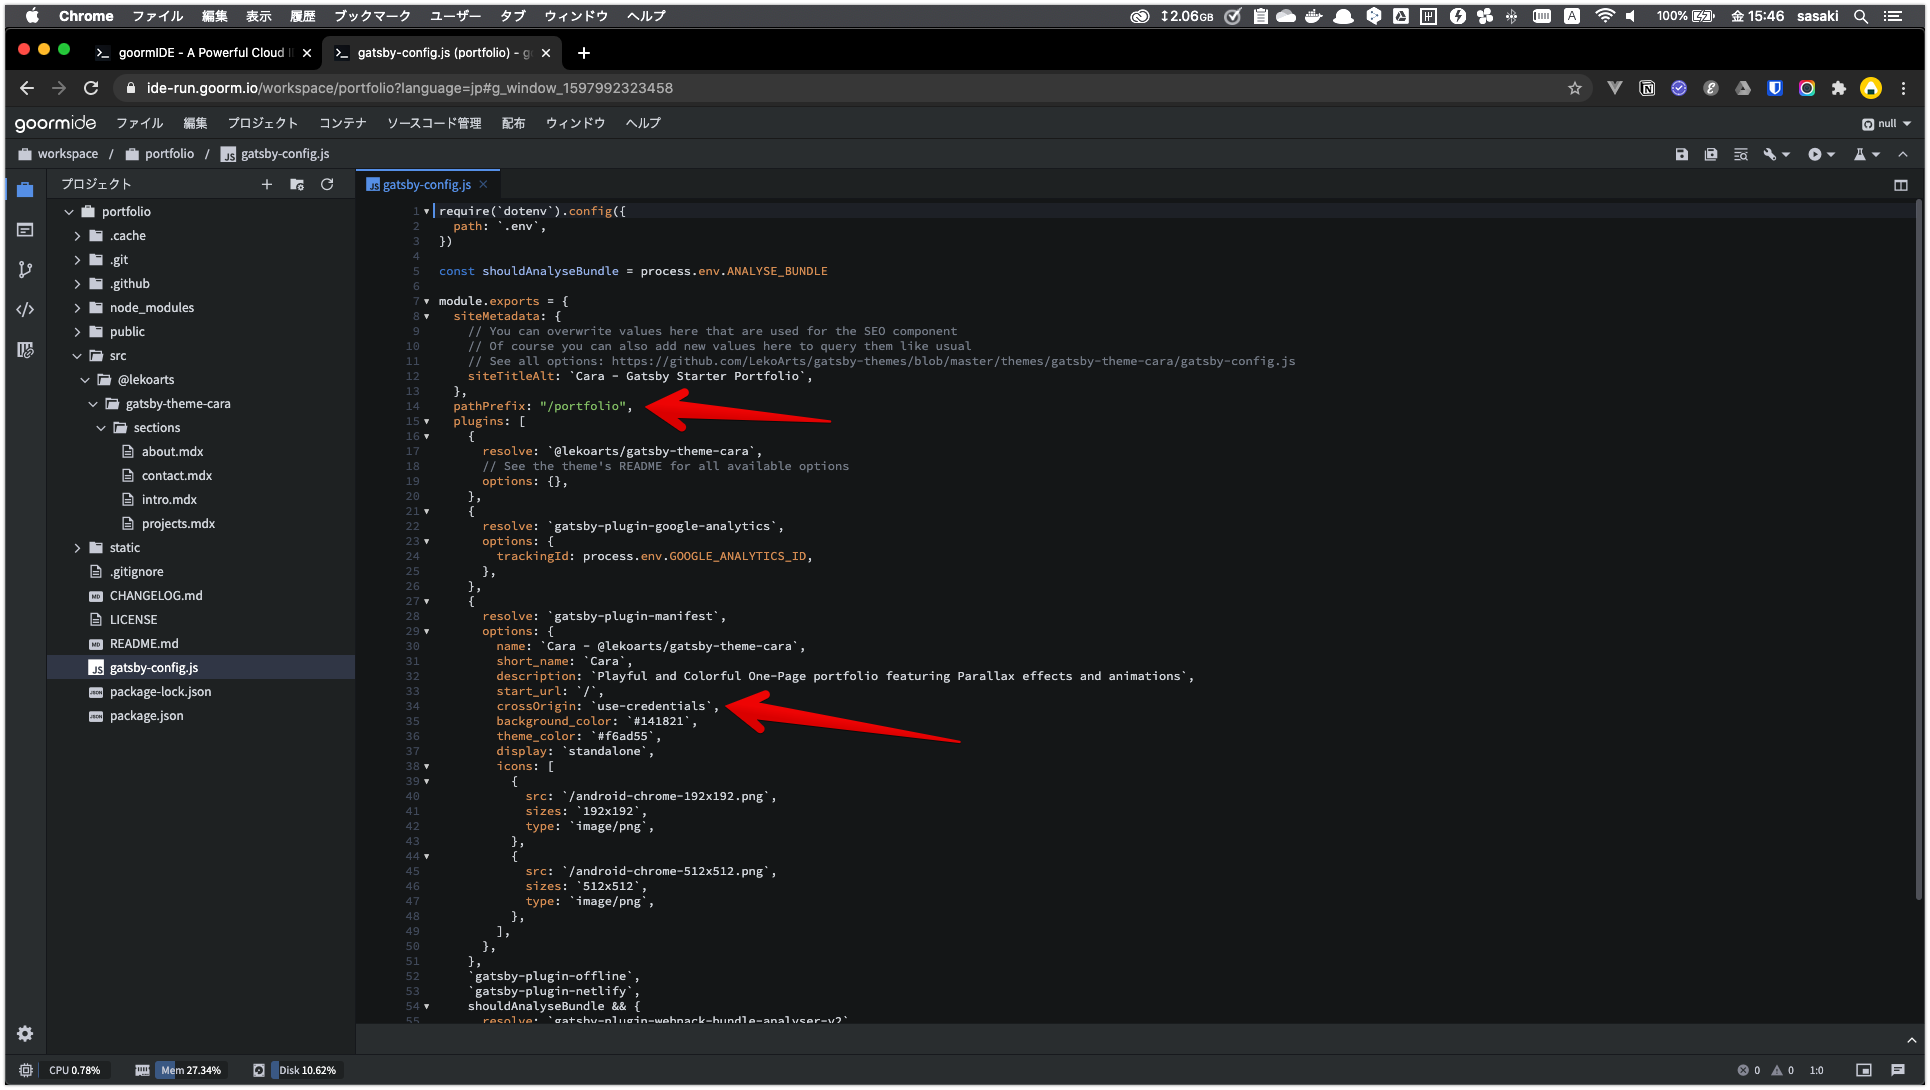 Chrome ファイル 編集 表示 履歴 ブックマーク ユーザー タブ ウィンドウ ヘルプ 2.06GB 100% 金 15:46 sasaki
goormIDE - A Powerful Cloud I gatsby-config.js (portfolio) - g
ide-run.goorm.io/workspace/portfolio?language=jp#g_window_1597992323458
goormide ファイル 編集 プロジェクト コンテナ ソースコード管理 配布 ウィンドウ ヘルプ null
workspace / portfolio / gatsby-config.js
プロジェクト
portfolio
.cache
.git
.github
node_modules
public
src
@lekoarts
gatsby-theme-cara
sections
about.mdx
contact.mdx
intro.mdx
projects.mdx
static
.gitignore
CHANGELOG.md
LICENSE
README.md
gatsby-config.js
package-lock.json
package.json
gatsby-config.js
1 require(`dotenv`).config({
2 path: `.env`,
3 })
4
5 const shouldAnalyseBundle = process.env.ANALYSE_BUNDLE
6
7 module.exports = {
8 siteMetadata: {
9 // You can overwrite values here that are used for the SEO component
10 // Of course you can also add new values here to query them like usual
11 // See all options: https://github.com/LekoArts/gatsby-themes/blob/master/themes/gatsby-theme-cara/gatsby-config.js
12 siteTitleAlt: `Cara - Gatsby Starter Portfolio`,
13 },
14 pathPrefix: "/portfolio",
15 plugins: [
16 {
17 resolve: `@lekoarts/gatsby-theme-cara`,
18 // See the theme's README for all available options
19 options: {},
20 },
21 {
22 resolve: `gatsby-plugin-google-analytics`,
23 options: {
24 trackingId: process.env.GOOGLE_ANALYTICS_ID,
25 },
26 },
27 {
28 resolve: `gatsby-plugin-manifest`,
29 options: {
30 name: `Cara - @lekoarts/gatsby-theme-cara`,
31 short_name: `Cara`,
32 description: `Playful and Colorful One-Page portfolio featuring Parallax effects and animations`,
33 start_url: `/`,
34 crossOrigin: `use-credentials`,
35 background_color: `#141821`,
36 theme_color: `#f6ad55`,
37 display: `standalone`,
38 icons: [
39 {
40 src: `/android-chrome-192x192.png`,
41 sizes: `192x192`,
42 type: `image/png`,
43 },
44 {
45 src: `/android-chrome-512x512.png`,
46 sizes: `512x512`,
47 type: `image/png`,
48 },
49 ],
50 },
51 },
52 `gatsby-plugin-offline`,
53 `gatsby-plugin-netlify`,
54 shouldAnalyseBundle && {
55 resolve: `gatsby-plugin-webpack-bundle-analyser-v2`
CPU 0.78% Mem 27.34% Disk 10.62% 0 0 1:0